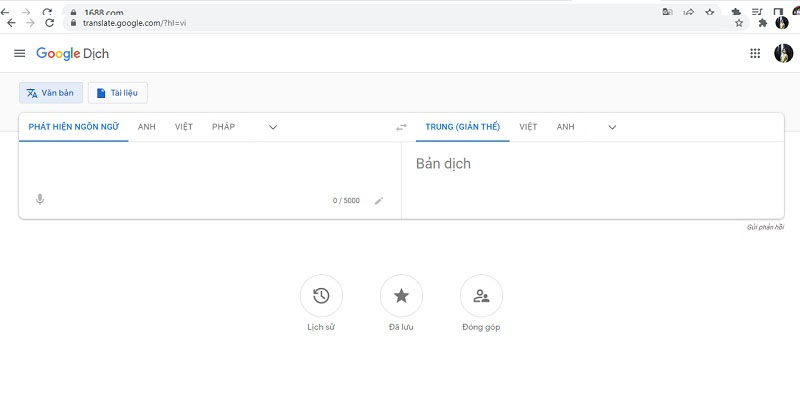 1688.com
translate.google.com/?hl=vi
Google Dịch
Văn bản
Tài liệu
PHÁT HIỆN NGÔN NGỮ ANH VIỆT PHÁP
TRUNG (GIẢN THỂ) VIỆT ANH
Bản dịch
0 / 5000
Gửi phản hồi
Lịch sử
Đã lưu
Đóng góp